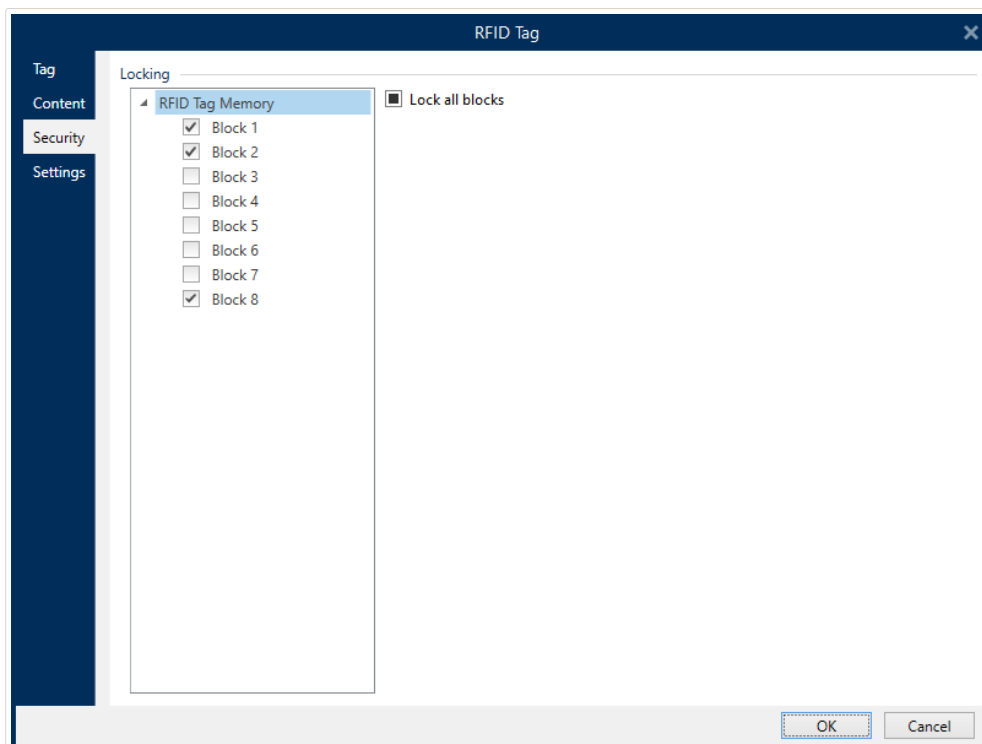 RFID Tag
Tag
Content
Security
Settings
Locking
RFID Tag Memory
Block 1
Block 2
Block 3
Block 4
Block 5
Block 6
Block 7
Block 8
Lock all blocks
OK
Cancel